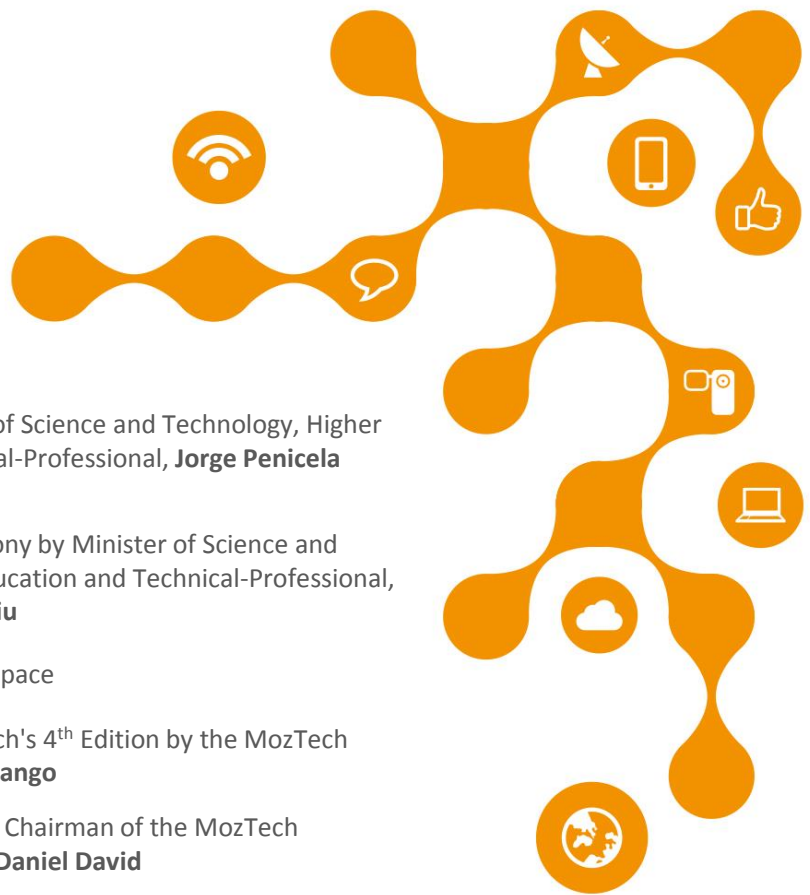 of Science and Technology, Higher
al-Professional, Jorge Penicela
ony by Minister of Science and
ucation and Technical-Professional,
iu
pace
ch's 4th Edition by the MozTech
ango
Chairman of the MozTech
Daniel David